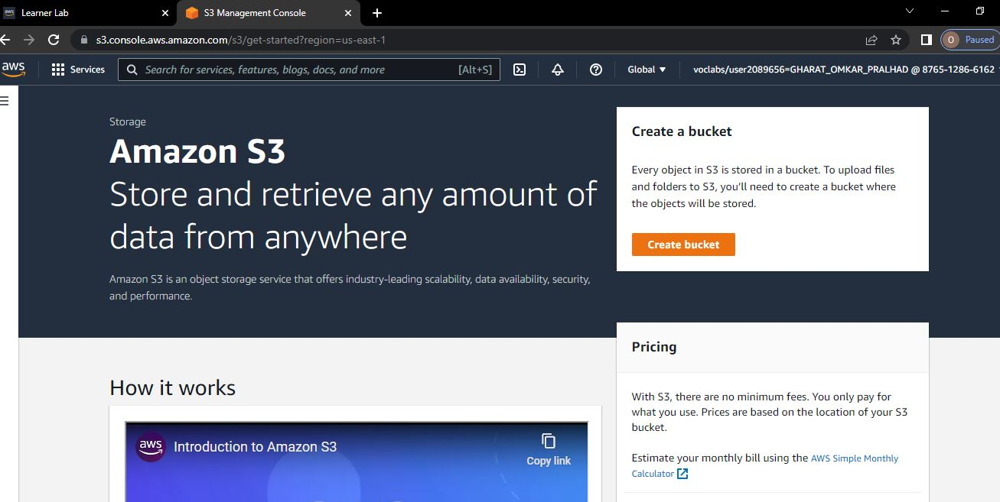 aws
Learner Lab
S3 Management Console
s3.console.aws.amazon.com/s3/get-started?region=us-east-1
O
Paused
aws
Services
Search for services, features, blogs, docs, and more
[Alt+S]
Global
voclabs/user2089656=GHARAT_OMKAR_PRALHAD @ 8765-1286-6162
Storage
Amazon S3
Store and retrieve any amount of
data from anywhere
Amazon S3 is an object storage service that offers industry-leading scalability, data availability, security,
and performance.
Create a bucket
Every object in S3 is stored in a bucket. To upload files
and folders to S3, you'll need to create a bucket where
the objects will be stored.
Create bucket
Pricing
With S3, there are no minimum fees. You only pay for
what you use. Prices are based on the location of your S3
bucket.
Estimate your monthly bill using the AWS Simple Monthly
Calculator
How it works
aws
Introduction to Amazon S3
Copy link